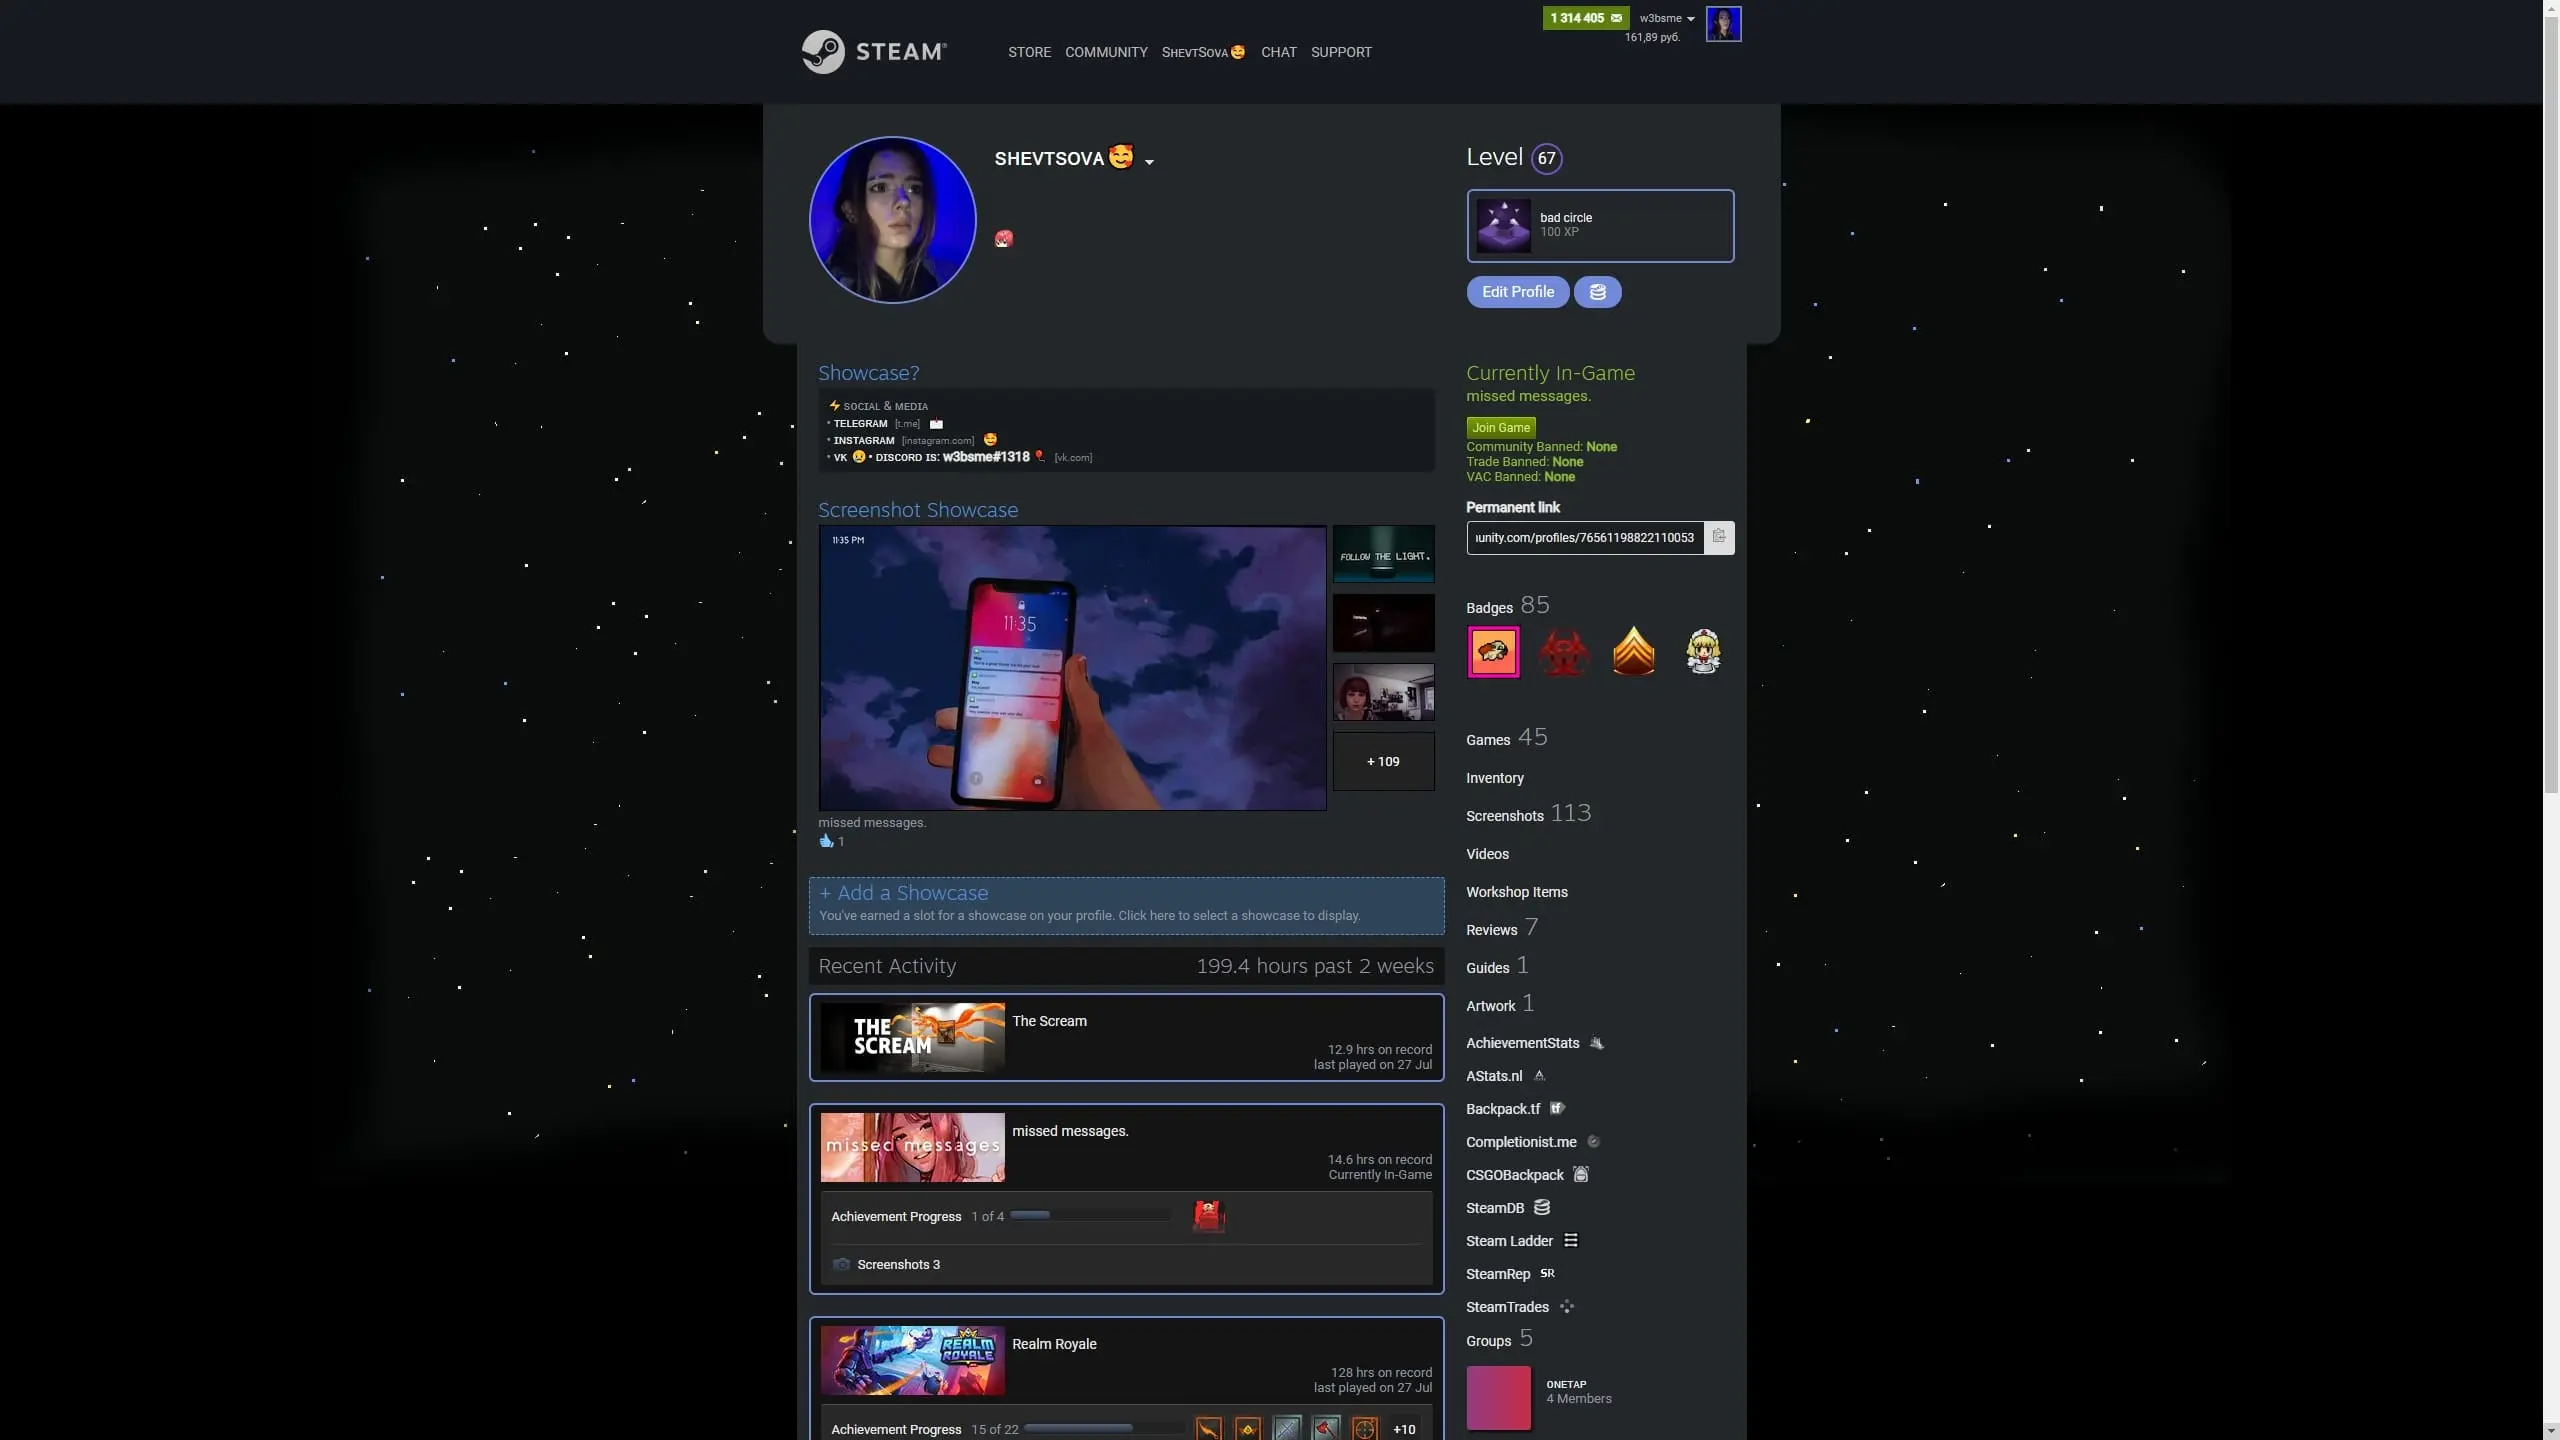 1 314 405
w3bsme
161,89 pуб.
STEAM®
STORE COMMUNITY SHEVTSOVA🥰 CHAT SUPPORT
SHEVTSOVA🥰
Level 67
bad circle
100 XP
Edit Profile
Showcase?
⚡ SOCIAL & MEDIA
• TELEGRAM [t.me]
• INSTAGRAM [instagram.com] 🥰
• VK 😢 • DISCORD IS: w3bsme#1318 🎈 [vk.com]
Screenshot Showcase
11:35 PM
11:35
FOLLOW THE LIGHT.
+ 109
missed messages.
1
+ Add a Showcase
You've earned a slot for a showcase on your profile. Click here to select a showcase to display.
Recent Activity 199.4 hours past 2 weeks
THE
SCREAM
The Scream
12.9 hrs on record
last played on 27 Jul
missed messages
missed messages.
14.6 hrs on record
Currently In-Game
Achievement Progress 1 of 4
Screenshots 3
REALM
ROYALE
Realm Royale
128 hrs on record
last played on 27 Jul
Achievement Progress 15 of 22 +10
Currently In-Game
missed messages.
Join Game
Community Banned: None
Trade Banned: None
VAC Banned: None
Permanent link
unity.com/profiles/76561198822110053
Badges 85
Games 45
Inventory
Screenshots 113
Videos
Workshop Items
Reviews 7
Guides 1
Artwork 1
AchievementStats
AStats.nl
Backpack.tf
Completionist.me
CSGOBackpack
SteamDB
Steam Ladder
SteamRep SR
SteamTrades
Groups 5
ONETAP
4 Members